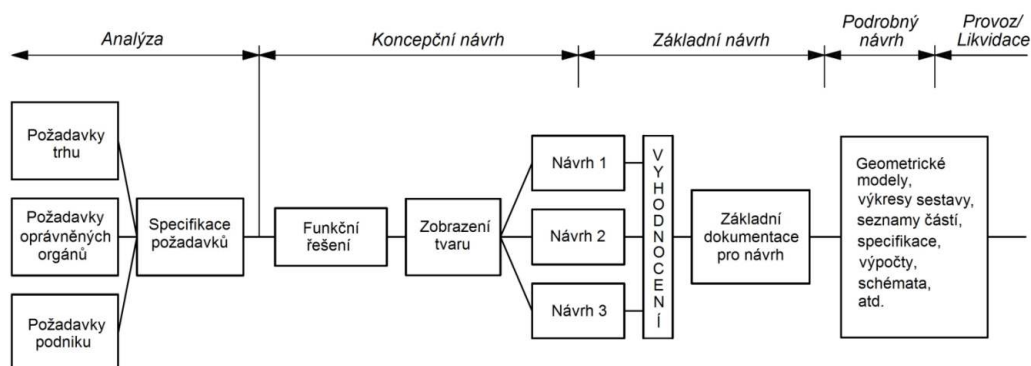 Analýza
Koncepční návrh
Základní návrh
Podrobný
návrh
Provoz/
Likvidace
Požadavky
trhu
Požadavky
oprávněných
orgánů
Požadavky
podniku
Specifikace
požadavků
Funkční
řešení
Zobrazení
tvaru
Návrh 1
Návrh 2
Návrh 3
VYHODNOCENÍ
Základní
dokumentace
pro návrh
Geometrické
modely,
výkresy sestavy,
seznamy částí,
specifikace,
výpočty,
schémata,
atd.